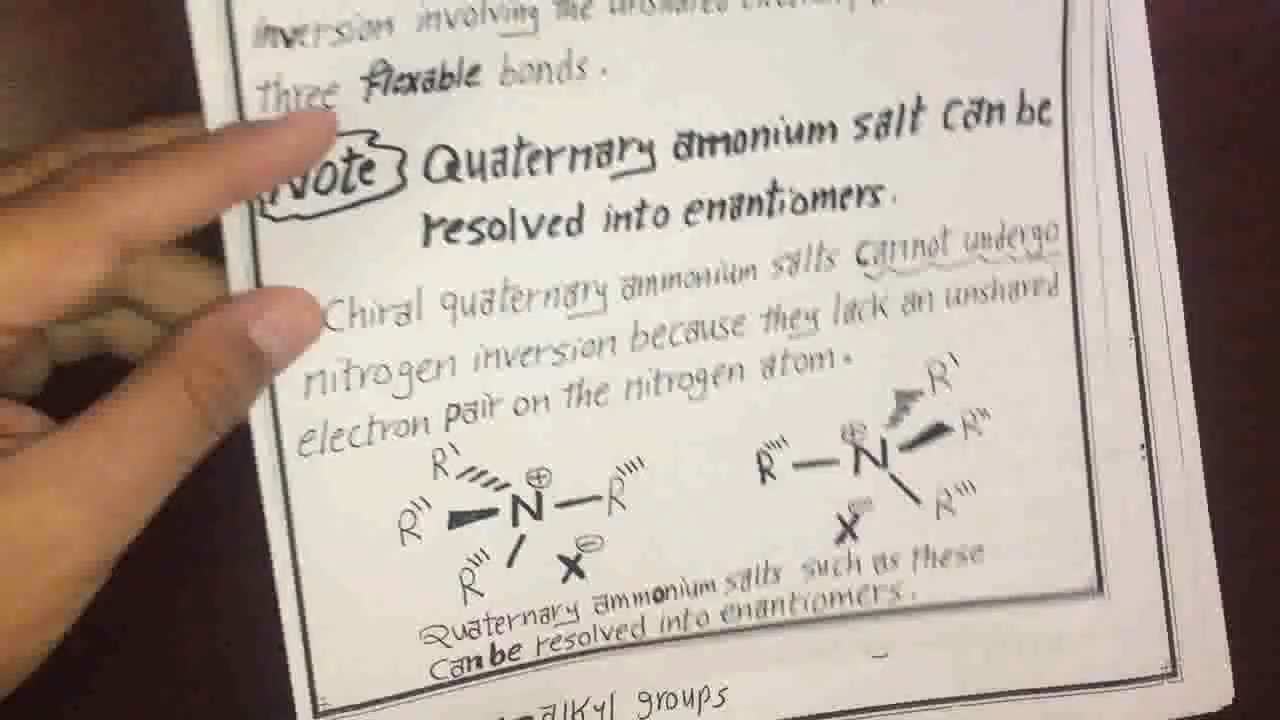 inversion involving the unshared
three flexable bonds.
Note Quaternary amonium salt can be
resolved into enantiomers.
Chiral quaternary ammonium salts cannot undergo
nitrogen inversion because they lack an unshared
electron pair on the nitrogen atom.
R' R'' R''' N⊕ R'''' X⊖
R'''' N⊕ R' R'' R''' X⊖
Quaternary ammonium salts such as these
can be resolved into enantiomers.
alkyl groups